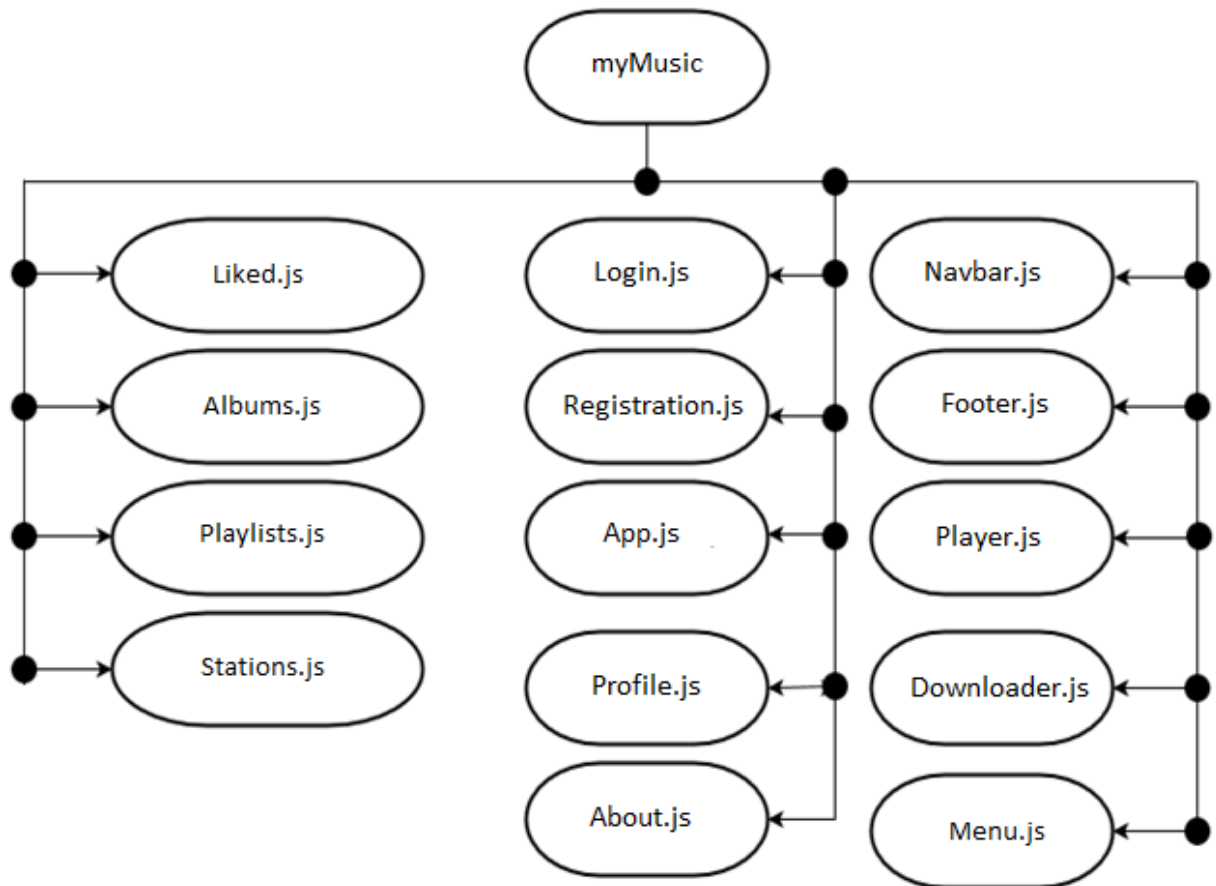 myMusic
Liked.js
Albums.js
Playlists.js
Stations.js
Login.js
Registration.js
App.js
Profile.js
About.js
Navbar.js
Footer.js
Player.js
Downloader.js
Menu.js